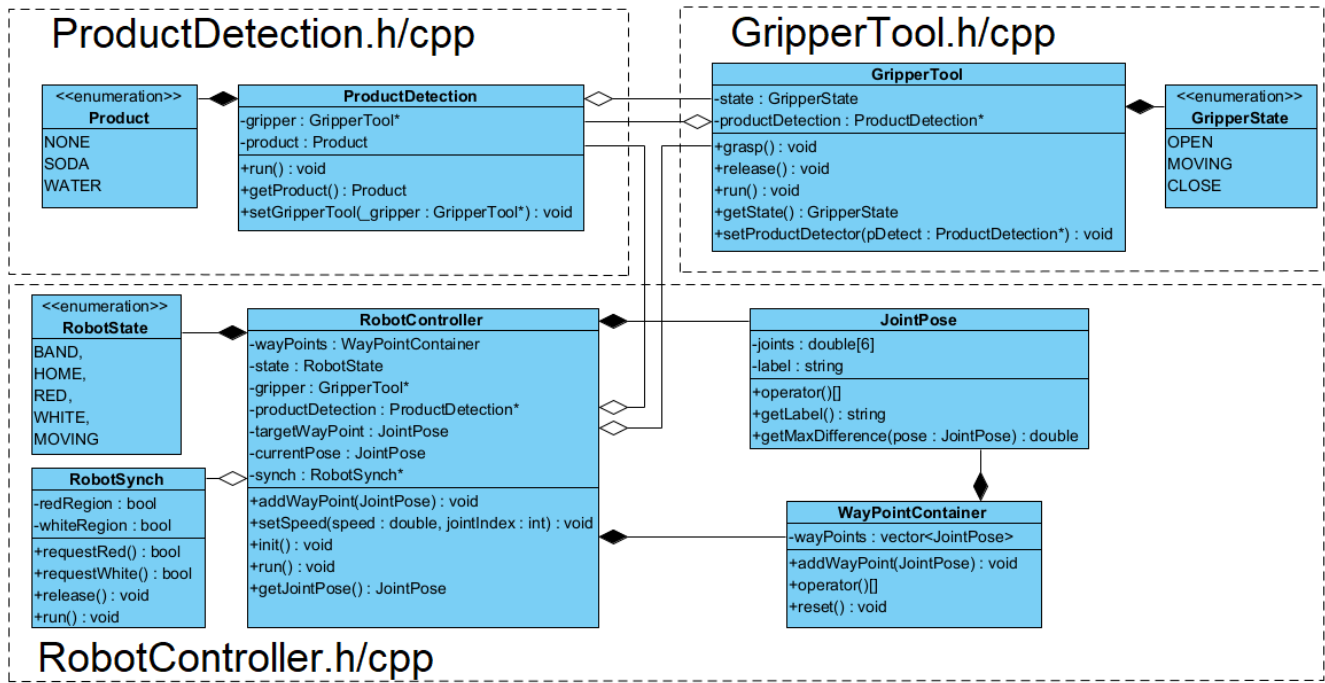 ProductDetection.h/cpp
<<enumeration>>
Product
NONE
SODA
WATER
ProductDetection
-gripper : GripperTool*
-product : Product
+run() : void
+getProduct() : Product
+setGripperTool(_gripper : GripperTool*) : void
GripperTool.h/cpp
GripperTool
-state : GripperState
-productDetection : ProductDetection*
+grasp() : void
+release() : void
+run() : void
+getState() : GripperState
+setProductDetector(pDetect : ProductDetection*) : void
<<enumeration>>
GripperState
OPEN
MOVING
CLOSE
<<enumeration>>
RobotState
BAND,
HOME,
RED,
WHITE,
MOVING
RobotSynch
-redRegion : bool
-whiteRegion : bool
+requestRed() : bool
+requestWhite() : bool
+release() : void
+run() : void
RobotController
-wayPoints : WayPointContainer
-state : RobotState
-gripper : GripperTool*
-productDetection : ProductDetection*
-targetWayPoint : JointPose
-currentPose : JointPose
-synch : RobotSynch*
+addWayPoint(JointPose) : void
+setSpeed(speed : double, jointIndex : int) : void
+init() : void
+run() : void
+getJointPose() : JointPose
JointPose
-joints : double[6]
-label : string
+operator()[]
+getLabel() : string
+getMaxDifference(pose : JointPose) : double
WayPointContainer
-wayPoints : vector<JointPose>
+addWayPoint(JointPose) : void
+operator()[]
+reset() : void
RobotController.h/cpp